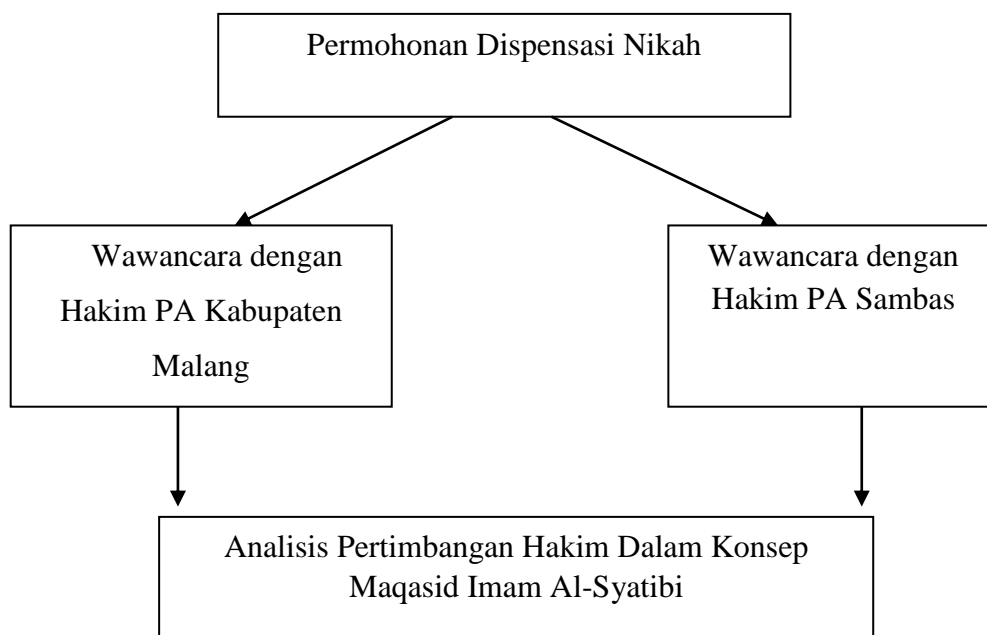 Permohonan Dispensasi Nikah
Wawancara dengan
Hakim PA Kabupaten
Malang
Wawancara dengan
Hakim PA Sambas
Analisis Pertimbangan Hakim Dalam Konsep
Maqasid Imam Al-Syatibi